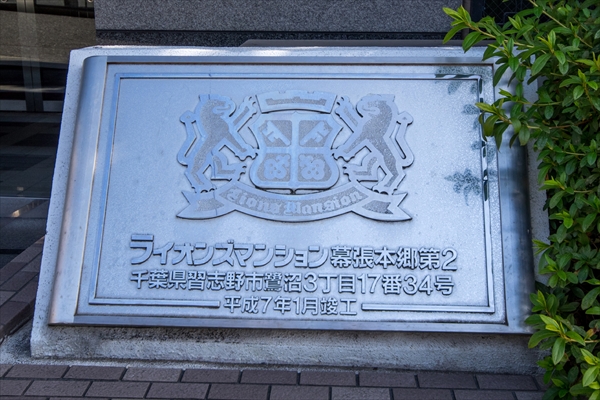 Lions Mansion
ライオンズマンション幕張本郷第2
千葉県習志野市鷺沼3丁目17番34号
平成7年1月竣工